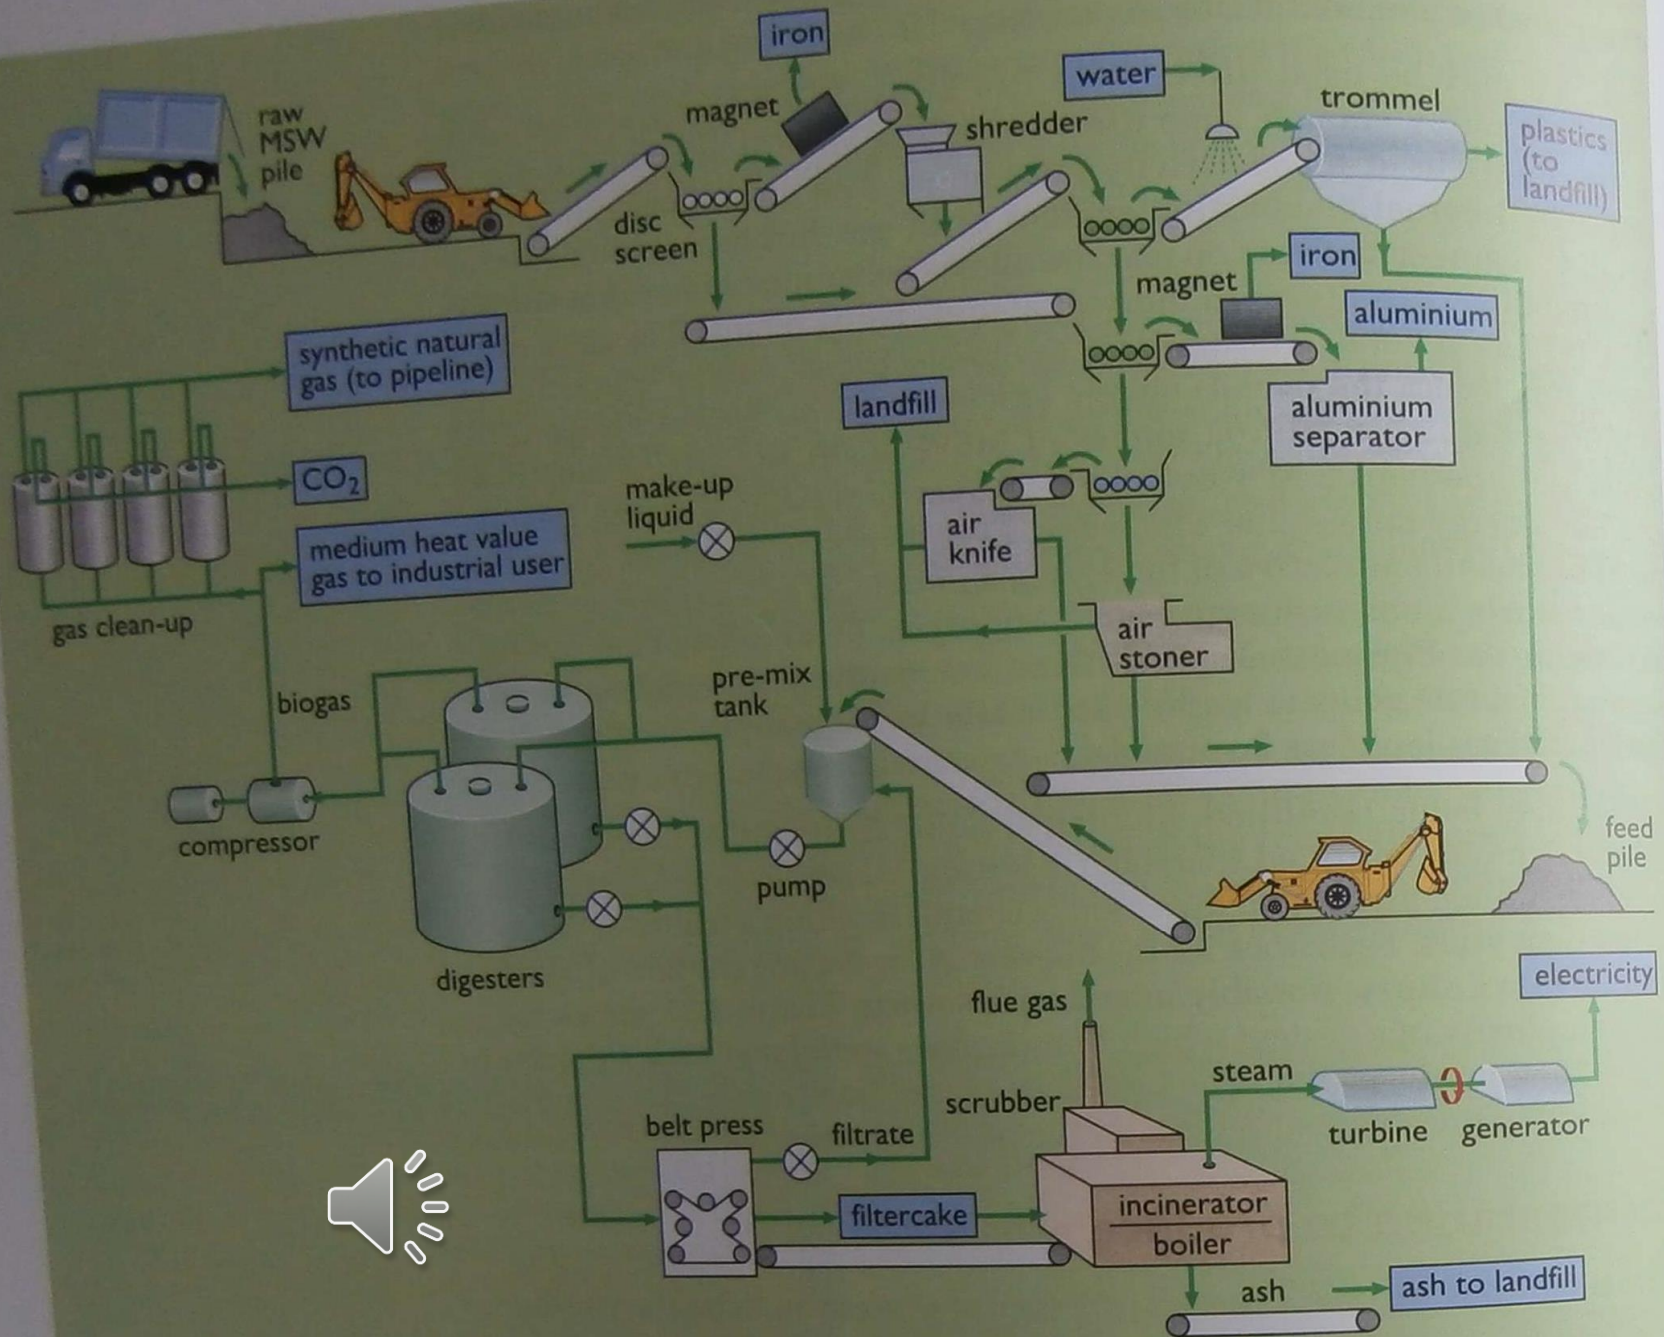 iron
water
trommel
magnet
shredder
raw
MSW
pile
plastics
(to
landfill)
disc
screen
iron
magnet
aluminium
synthetic natural
gas (to pipeline)
landfill
aluminium
separator
CO2
make-up
liquid
air
knife
medium heat value
gas to industrial user
gas clean-up
air
stoner
pre-mix
tank
biogas
compressor
feed
pile
pump
digesters
electricity
flue gas
steam
scrubber
belt press
filtrate
turbine
generator
filtercake
incinerator
boiler
ash
ash to landfill